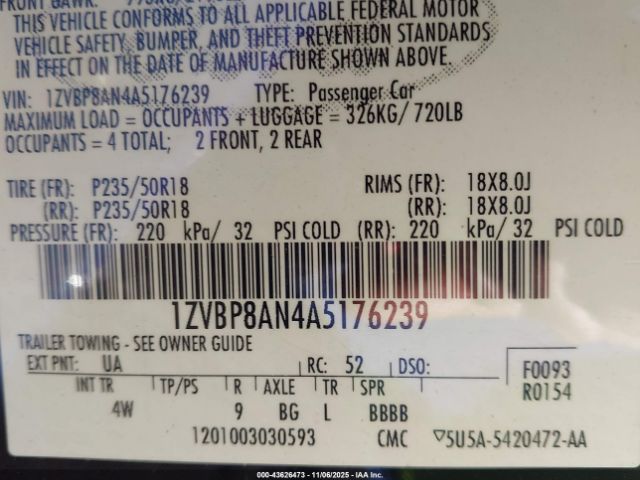 THIS VEHICLE CONFORMS TO ALL APPLICABLE FEDERAL MOTOR
VEHICLE SAFETY, BUMPER, AND THEFT PREVENTION STANDARDS
IN EFFECT ON THE DATE OF MANUFACTURE SHOWN ABOVE.
VIN: 1ZVBP8AN4A5176239 TYPE: Passenger Car
MAXIMUM LOAD = OCCUPANTS + LUGGAGE = 326KG/ 720LB
OCCUPANTS = 4 TOTAL; 2 FRONT, 2 REAR
TIRE (FR): P235/50R18 RIMS (FR): 18X8.0J
(RR): P235/50R18 (RR): 18X8.0J
PRESSURE (FR): 220 kPa/ 32 PSI COLD (RR): 220 kPa/ 32 PSI COLD
1ZVBP8AN4A5176239
TRAILER TOWING - SEE OWNER GUIDE
EXT PNT: UA RC: 52 DSO: F0093
INT TR TP/PS R AXLE TR SPR R0154
4W 9 BG L BBBB
1201003030593 CMC ▽5U5A-5420472-AA
000-43626473 - 11/06/2025 - IAA Inc.